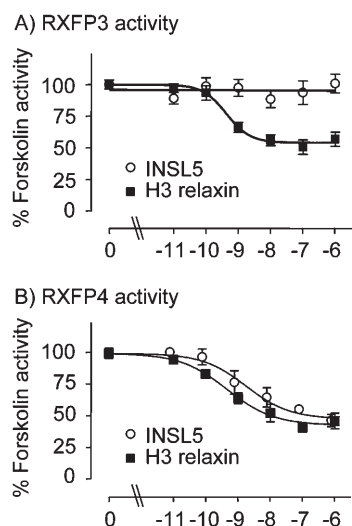 A) RXFP3 activity
% Forskolin activity
100
75
50
25
0
INSL5
H3 relaxin
0 -11 -10 -9 -8 -7 -6
B) RXFP4 activity
% Forskolin activity
100
75
50
25
0
INSL5
H3 relaxin
0 -11 -10 -9 -8 -7 -6